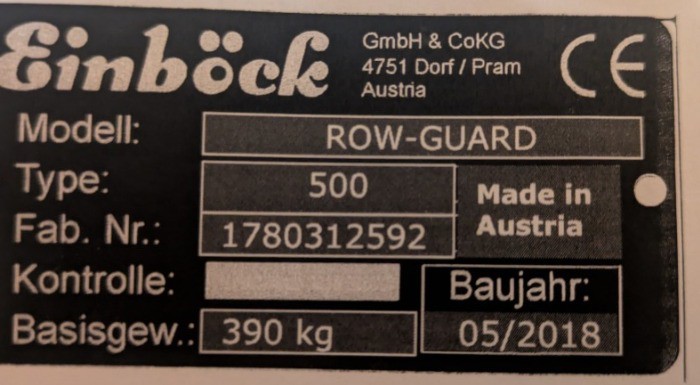 Einböck
GmbH & CoKG
4751 Dorf / Pram
Austria
CE
Modell: ROW-GUARD
Type: 500
Made in
Austria
Fab. Nr.: 1780312592
Kontrolle:
Baujahr:
Basisgew.: 390 kg
05/2018